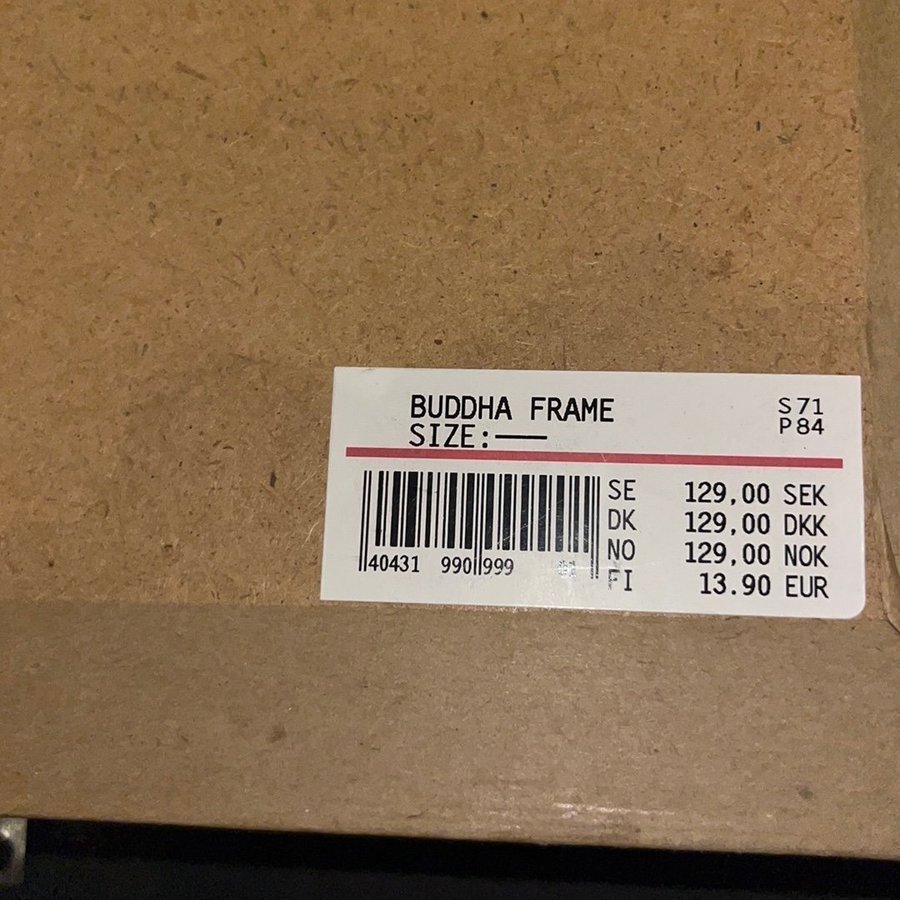 BUDDHA FRAME
S71
SIZE:——
P84
SE 129,00 SEK
DK 129,00 DKK
NO 129,00 NOK
FI 13.90 EUR
40431 990 999